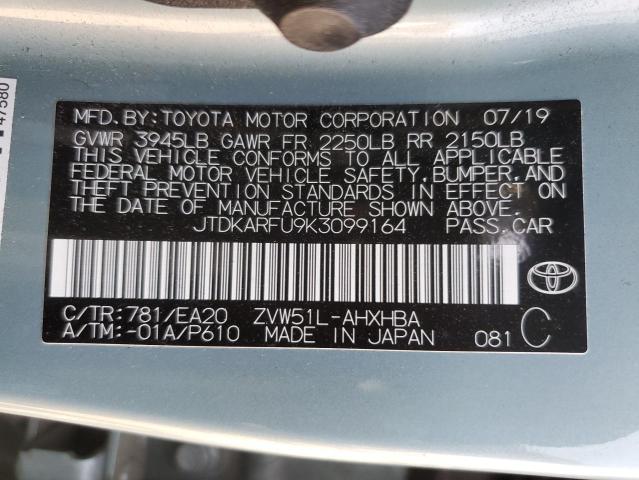 47580
MFD.BY:TOYOTA MOTOR CORPORATION 07/19
GVWR 3945LB GAWR FR 2250LB RR 2150LB
THIS VEHICLE CONFORMS TO ALL APPLICABLE
FEDERAL MOTOR VEHICLE SAFETY,BUMPER,AND
THEFT PREVENTION STANDARDS IN EFFECT ON
THE DATE OF MANUFACTURE SHOWN ABOVE.
JTDKARFU9K3099164 PASS.CAR
C/TR:781/EA20 ZVW51L-AHXHBA
A/TM:-01A/P610 MADE IN JAPAN 081 C